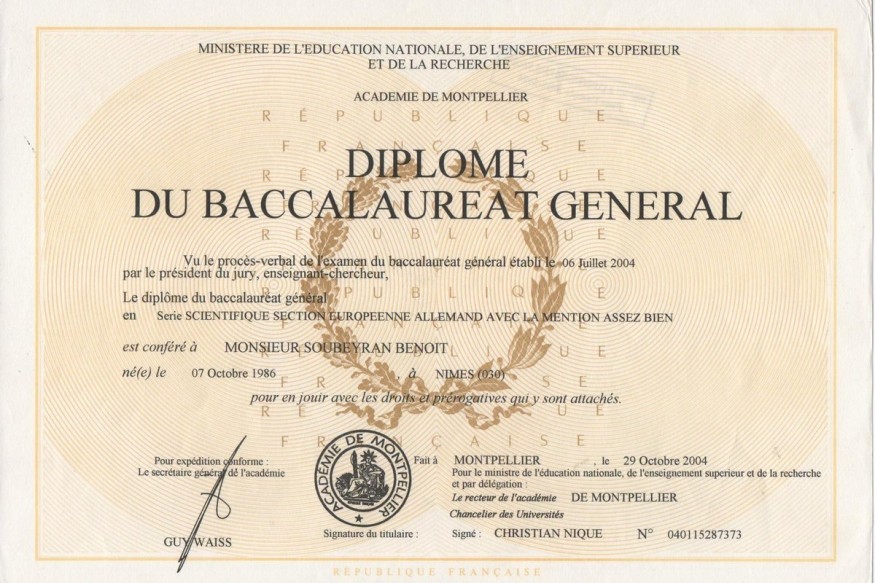 MINISTERE DE L'EDUCATION NATIONALE, DE L'ENSEIGNEMENT SUPERIEUR
ET DE LA RECHERCHE
ACADEMIE DE MONTPELLIER
RÉPUBLIQUE
FRANÇAISE
DIPLOME
DU BACCALAUREAT GENERAL
Vu le procès-verbal de l'examen du baccalauréat général établi le 06 Juillet 2004
par le président du jury, enseignant-chercheur,
Le diplôme du baccalauréat général
en Serie SCIENTIFIQUE SECTION EUROPEENNE ALLEMAND AVEC LA MENTION ASSEZ BIEN
est conféré à MONSIEUR SOUBEYRAN BENOIT
né(e) le 07 Octobre 1986 , à NIMES (030)
pour en jouir avec les droits et prérogatives qui y sont attachés.
Pour expédition conforme :
Le secrétaire général de l'académie
GUY WAISS
ACADÉMIE DE MONTPELLIER
Signature du titulaire :
Fait à MONTPELLIER , le 29 Octobre 2004
Pour le ministre de l'éducation nationale, de l'enseignement superieur et de la recherche
et par délégation :
Le recteur de l'académie DE MONTPELLIER
Chancelier des Universités
Signé : CHRISTIAN NIQUE N° 040115287373
REPUBLIQUE FRANÇAISE